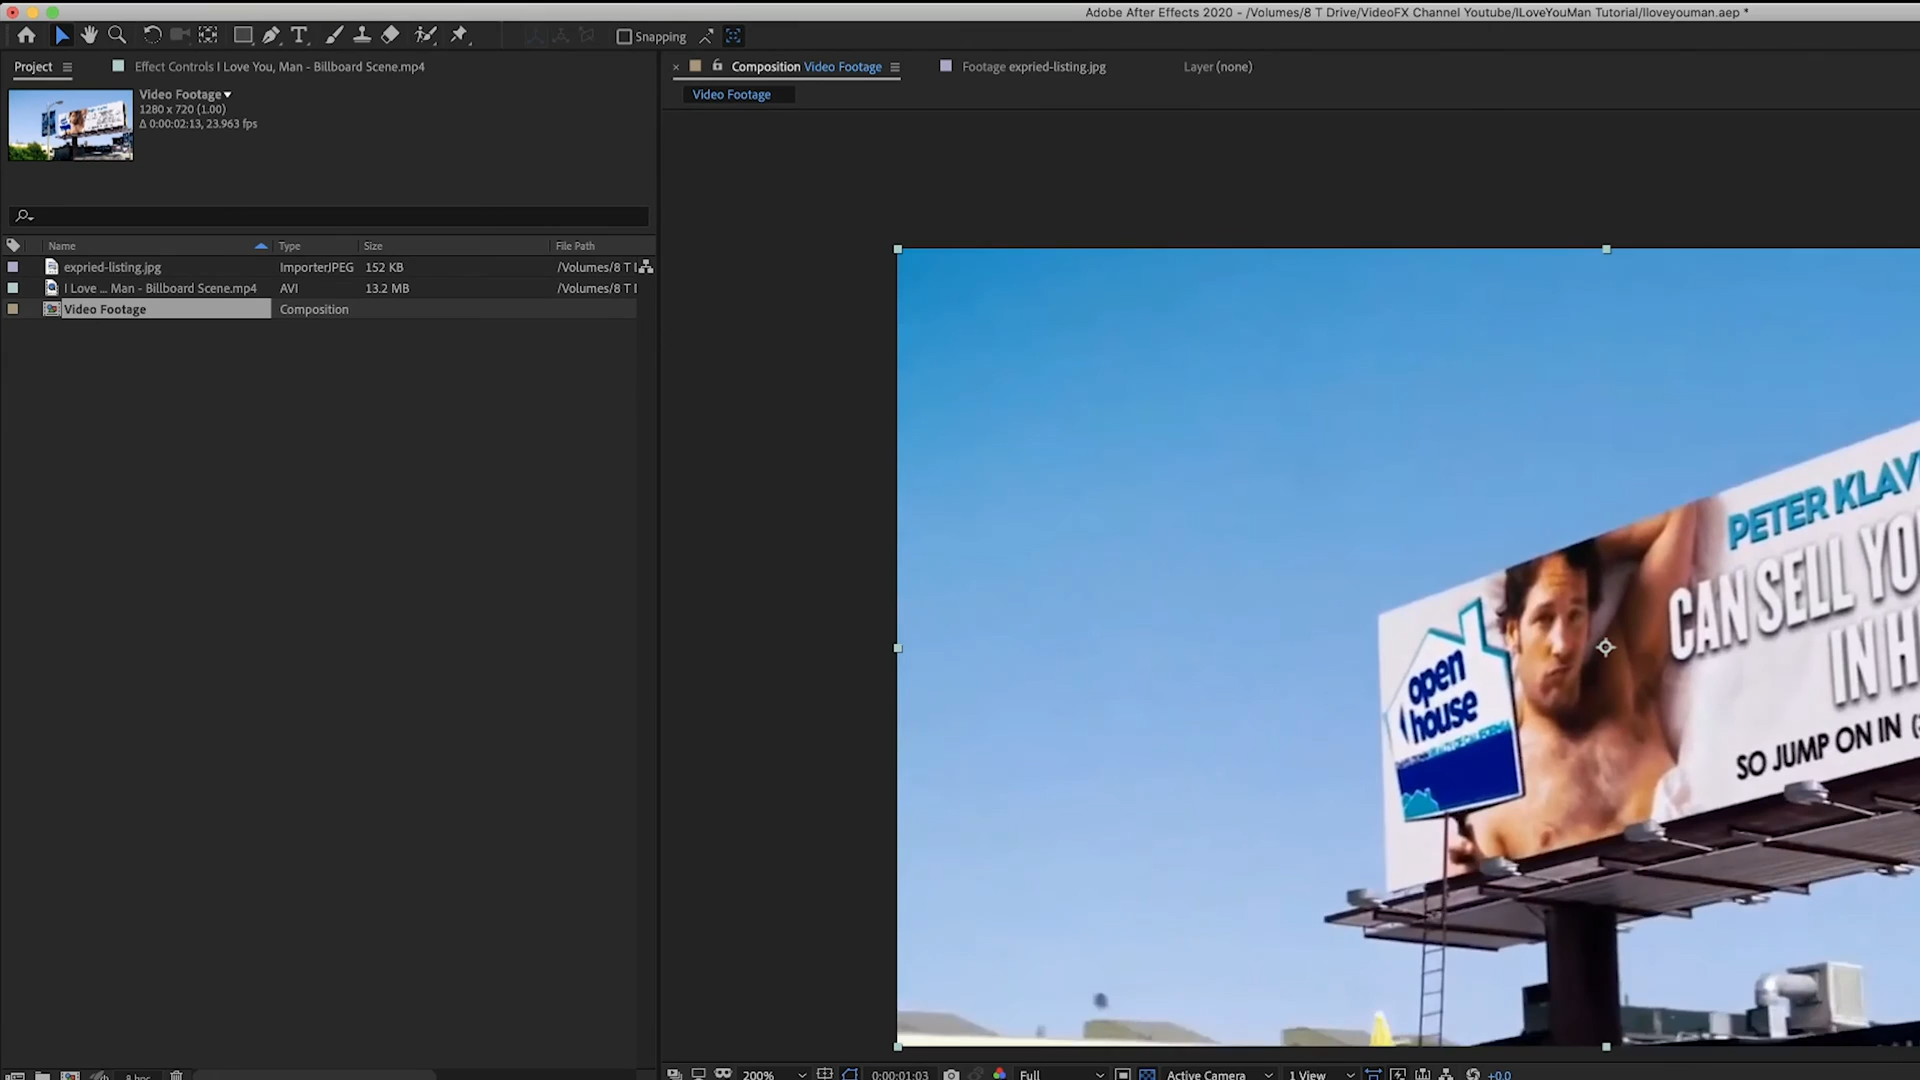 Adobe After Effects 2020 - /Volumes/8 T Drive/VideoFX Channel Youtube/ILoveYouMan Tutorial/Iloveyouman.aep *
Snapping
Project
Effect Controls I Love You, Man - Billboard Scene.mp4
Composition Video Footage
Footage expried-listing.jpg
Layer (none)
Video Footage
Video Footage
1280 x 720 (1.00)
Δ 0:00:02:13, 23.963 fps
Name Type Size File Path
expried-listing.jpg ImporterJPEG 152 KB /Volumes/8 T
I Love ... Man - Billboard Scene.mp4 AVI 13.2 MB /Volumes/8 T
Video Footage Composition
PETER KLAV
CAN SELL YO
IN H
SO JUMP ON IN
open
house
8 bpc
200%
0:00:01:03
Full
Active Camera
1 View
+0.0